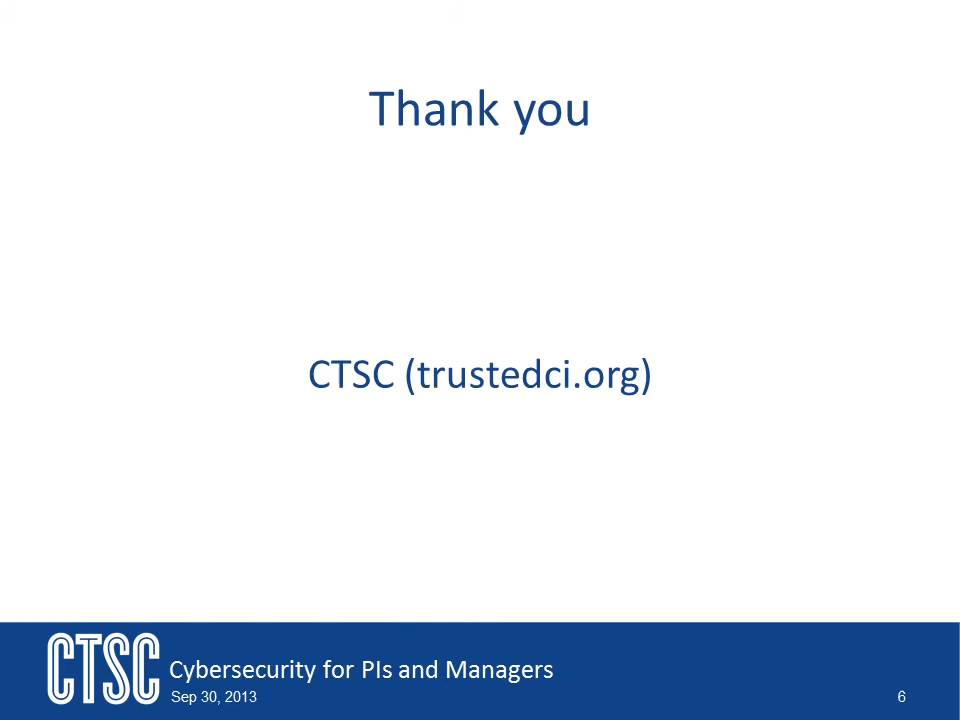 Thank you
CTSC (trustedci.org)
CTSC
Cybersecurity for PIs and Managers
Sep 30, 2013
6